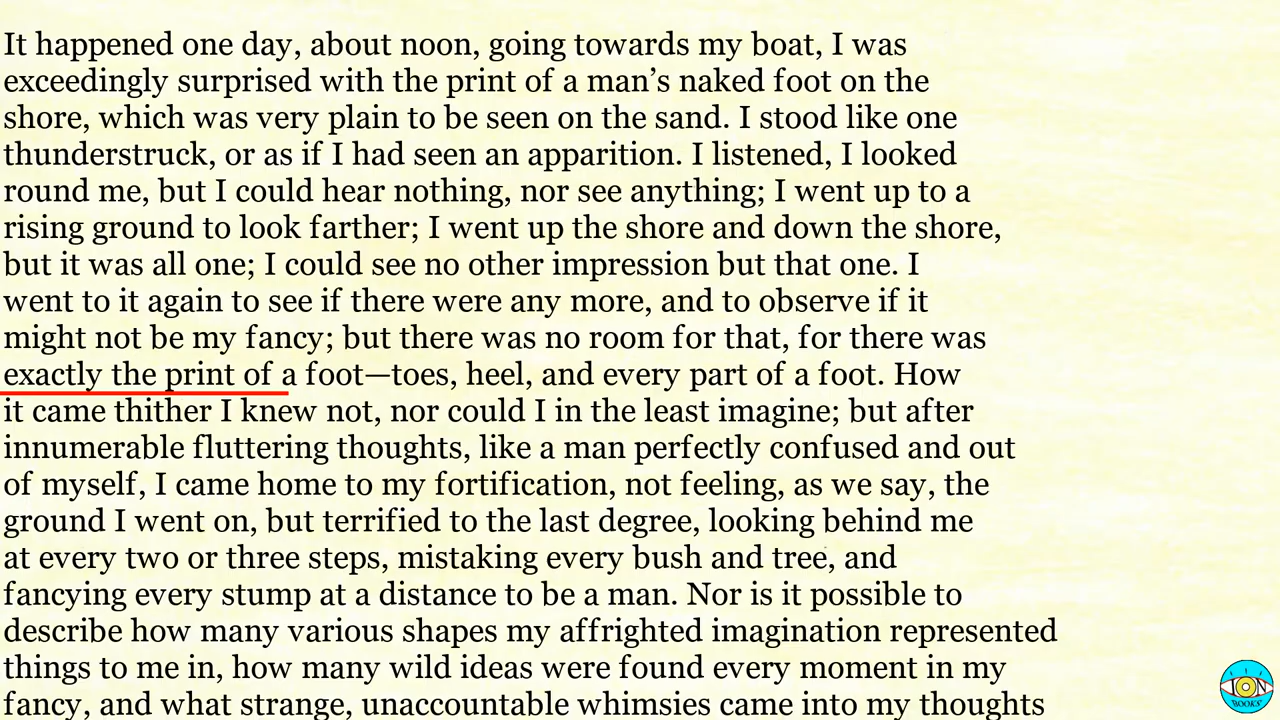 It happened one day, about noon, going towards my boat, I was
exceedingly surprised with the print of a man’s naked foot on the
shore, which was very plain to be seen on the sand. I stood like one
thunderstruck, or as if I had seen an apparition. I listened, I looked
round me, but I could hear nothing, nor see anything; I went up to a
rising ground to look farther; I went up the shore and down the shore,
but it was all one; I could see no other impression but that one. I
went to it again to see if there were any more, and to observe if it
might not be my fancy; but there was no room for that, for there was
exactly the print of a foot—toes, heel, and every part of a foot. How
it came thither I knew not, nor could I in the least imagine; but after
innumerable fluttering thoughts, like a man perfectly confused and out
of myself, I came home to my fortification, not feeling, as we say, the
ground I went on, but terrified to the last degree, looking behind me
at every two or three steps, mistaking every bush and tree, and
fancying every stump at a distance to be a man. Nor is it possible to
describe how many various shapes my affrighted imagination represented
things to me in, how many wild ideas were found every moment in my
fancy, and what strange, unaccountable whimsies came into my thoughts
ION
BOOKS